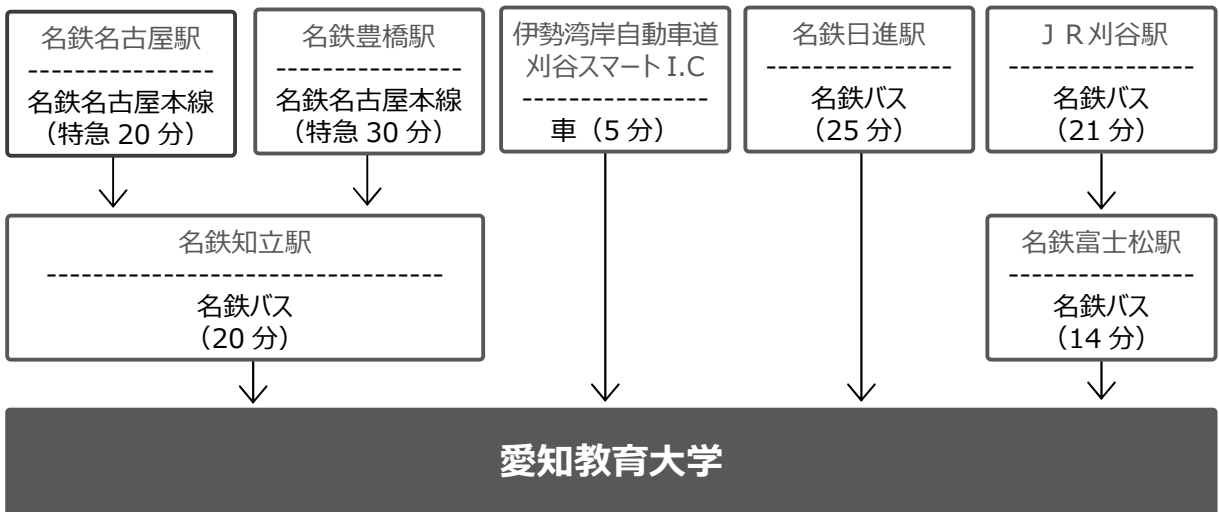 名鉄名古屋駅
----------------
名鉄名古屋本線
（特急 20 分）
名鉄豊橋駅
----------------
名鉄名古屋本線
（特急 30 分）
伊勢湾岸自動車道
刈谷スマート I.C
----------------
車（5 分）
名鉄日進駅
----------------
名鉄バス
（25 分）
ＪＲ刈谷駅
----------------
名鉄バス
（21 分）
名鉄知立駅
----------------------------------
名鉄バス
（20 分）
名鉄富士松駅
----------------
名鉄バス
（14 分）
愛知教育大学